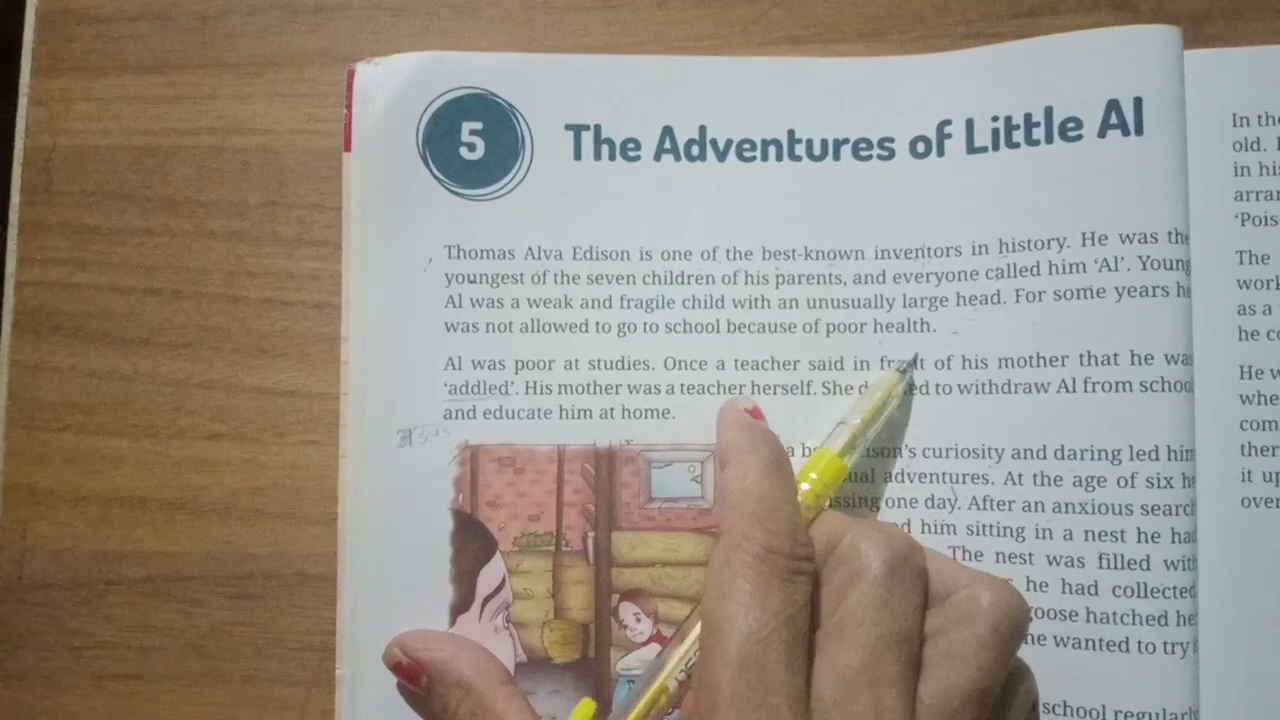 5 The Adventures of Little Al
Thomas Alva Edison is one of the best-known inventors in history. He was the
youngest of the seven children of his parents, and everyone called him ‘Al’. Young
Al was a weak and fragile child with an unusually large head. For some years he
was not allowed to go to school because of poor health.
Al was poor at studies. Once a teacher said in front of his mother that he was
‘addled’. His mother was a teacher herself. She to withdraw Al from school
and educate him at home.
curiosity and daring led him
adventures. At the age of six he
one day. After an anxious search
him sitting in a nest he had
The nest was filled with
he had collected
hatched her
he wanted to try it
school regularly
In the
old.
in his
‘Pois
The
work
as a
he
He w
com
it up
over